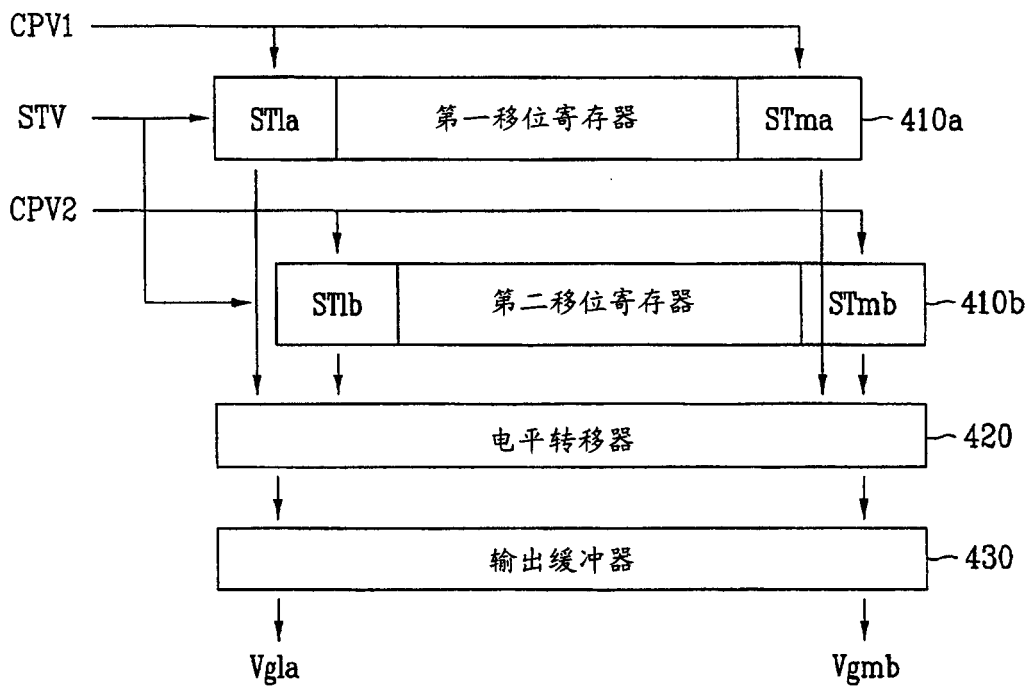 CPV1
STV
ST1a 第一移位寄存器 STma 410a
CPV2
ST1b 第二移位寄存器 STmb 410b
电平转移器 420
输出缓冲器 430
Vg1a Vgmb